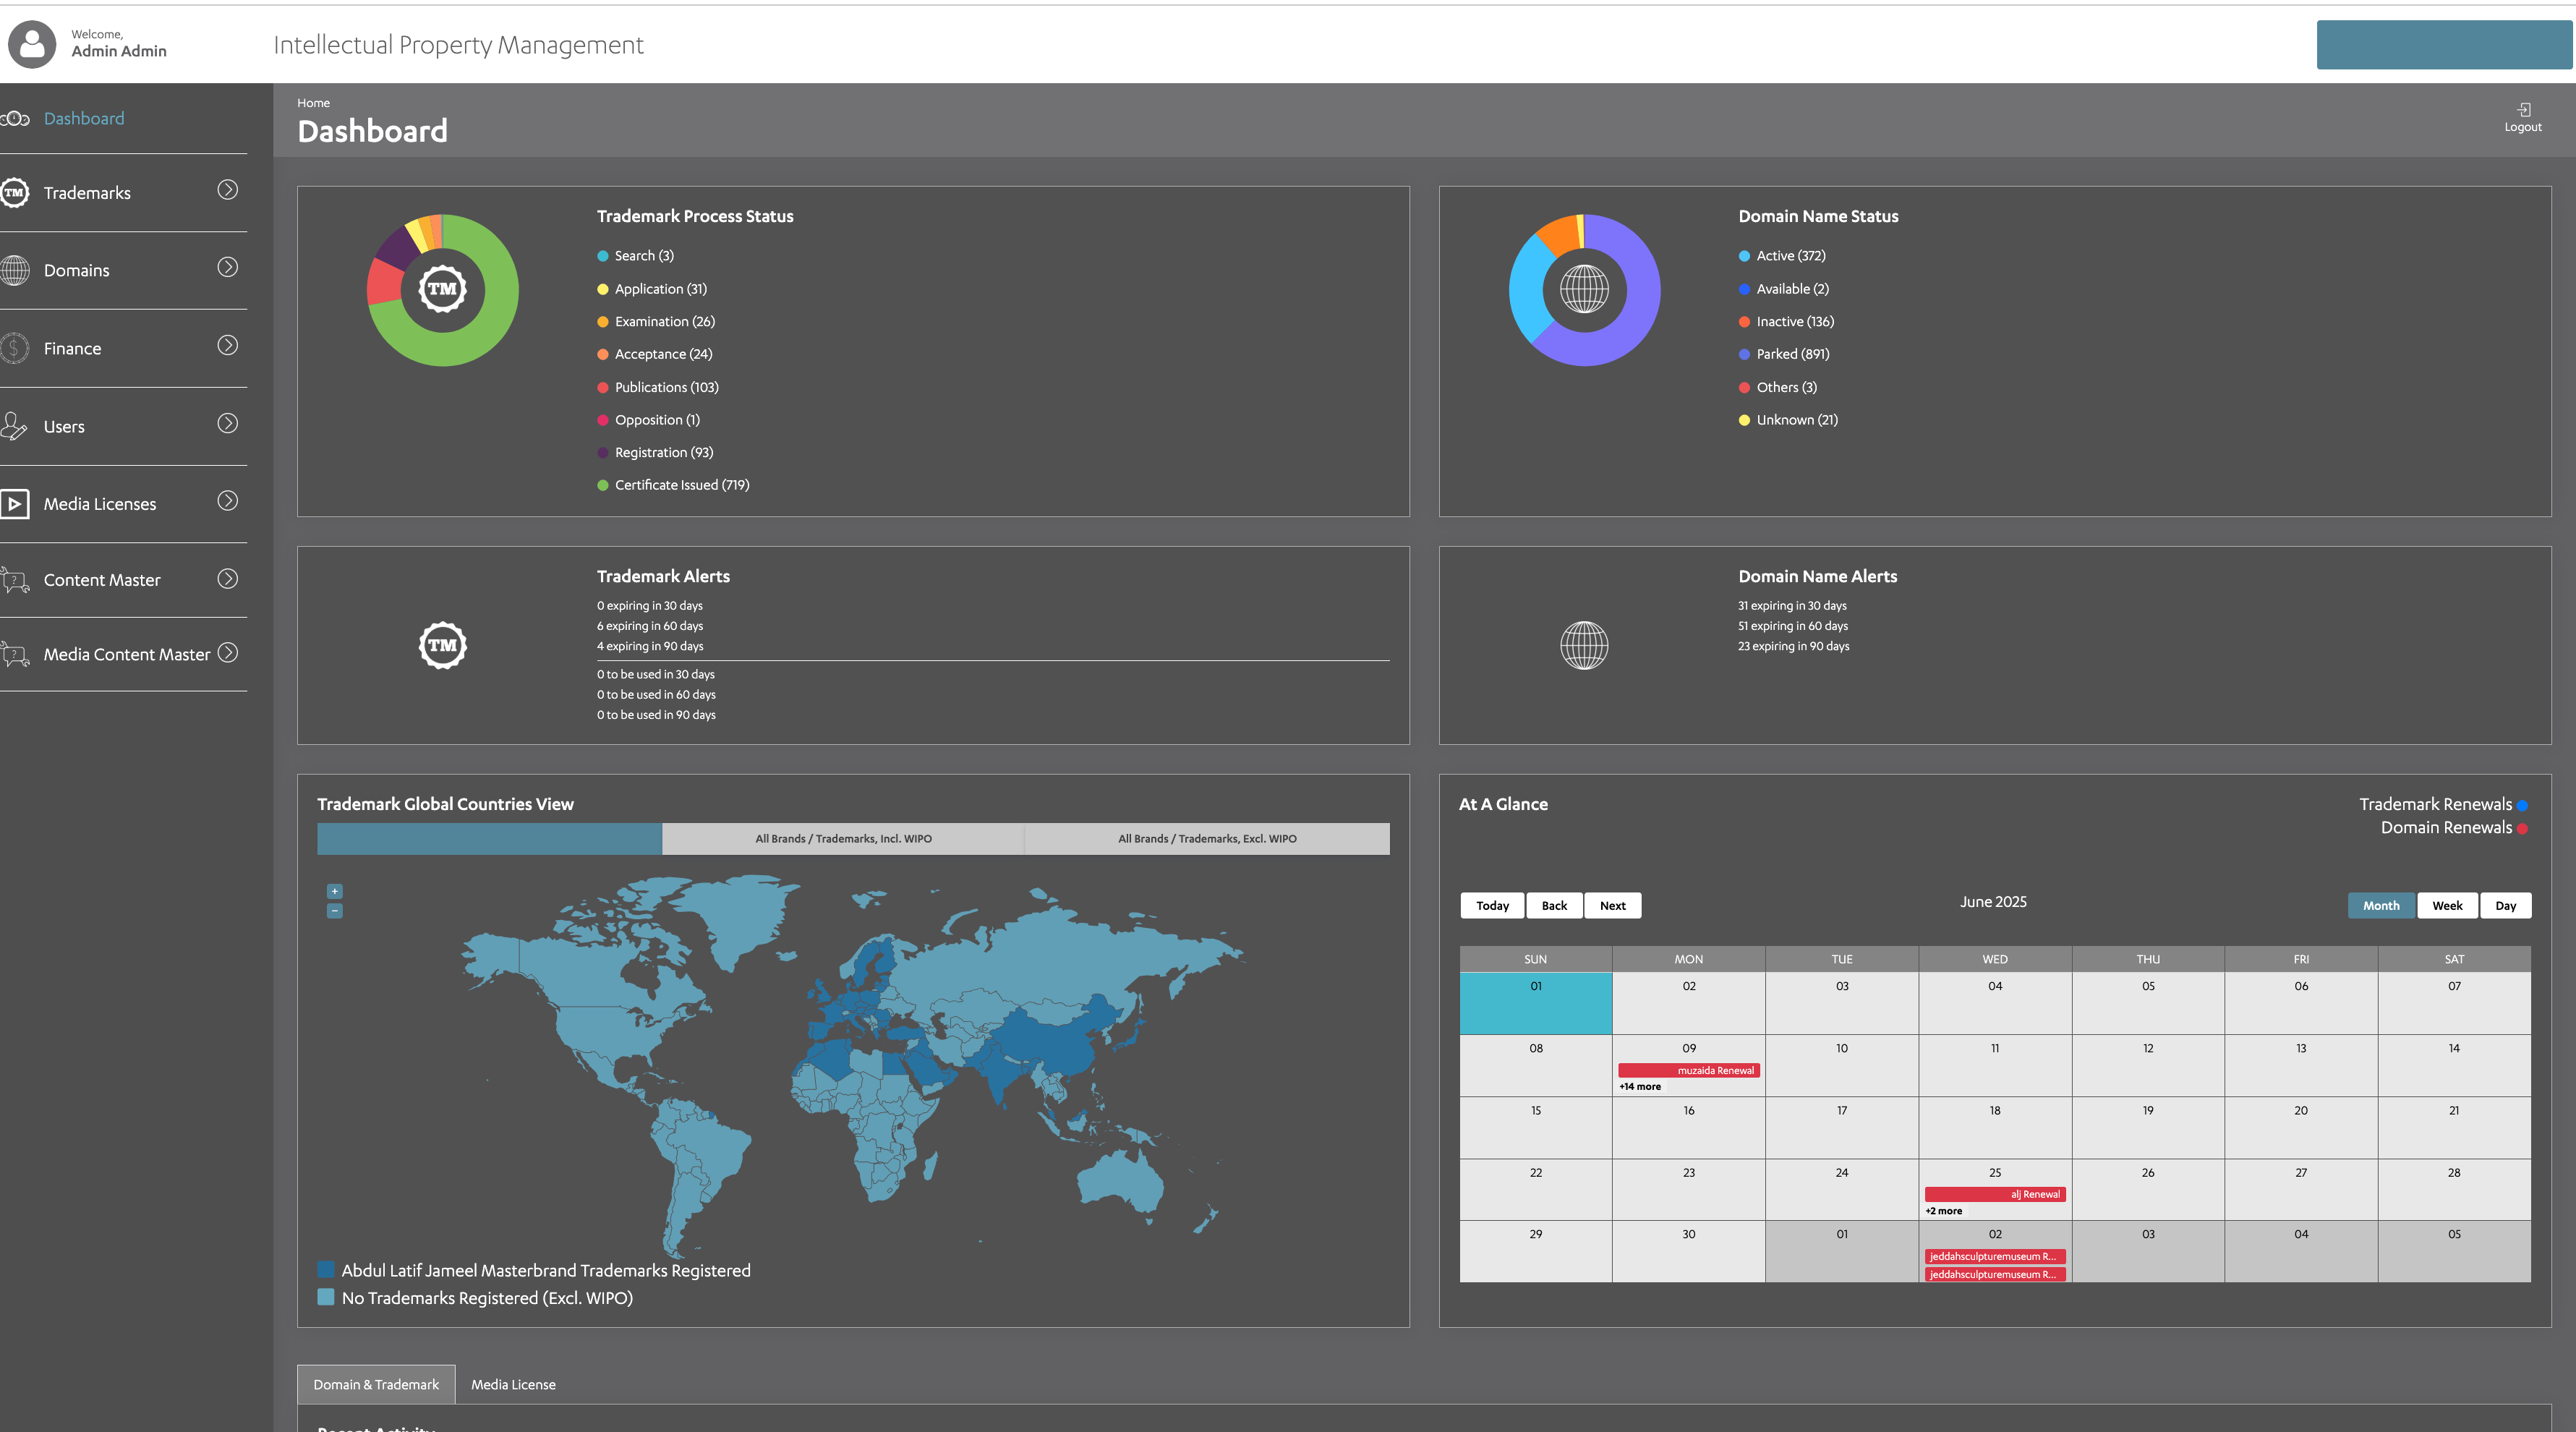 Welcome,
Admin Admin
Intellectual Property Management
Dashboard
TM
Trademarks
Domains
$
Finance
Users
Media Licenses
?
Content Master
?
Media Content Master
Home
Dashboard
Logout
TM
Trademark Process Status
Search (3)
Application (31)
Examination (26)
Acceptance (24)
Publications (103)
Opposition (1)
Registration (93)
Certificate Issued (719)
Domain Name Status
Active (372)
Available (2)
Inactive (136)
Parked (891)
Others (3)
Unknown (21)
TM
Trademark Alerts
0 expiring in 30 days
6 expiring in 60 days
4 expiring in 90 days
0 to be used in 30 days
0 to be used in 60 days
0 to be used in 90 days
Domain Name Alerts
31 expiring in 30 days
51 expiring in 60 days
23 expiring in 90 days
Trademark Global Countries View
All Brands / Trademarks, Incl. WIPO
All Brands / Trademarks, Excl. WIPO
+
−
Abdul Latif Jameel Masterbrand Trademarks Registered
No Trademarks Registered (Excl. WIPO)
At A Glance
Trademark Renewals
Domain Renewals
Today Back Next
June 2025
Month Week Day
SUN MON TUE WED THU FRI SAT
01 02 03 04 05 06 07
08 09 10 11 12 13 14
muzaida Renewal
+14 more
15 16 17 18 19 20 21
22 23 24 25 26 27 28
alj Renewal
+2 more
29 30 01 02 03 04 05
jeddahsculpturemuseum R...
jeddahsculpturemuseum R...
Domain & Trademark
Media License
Recent Activity